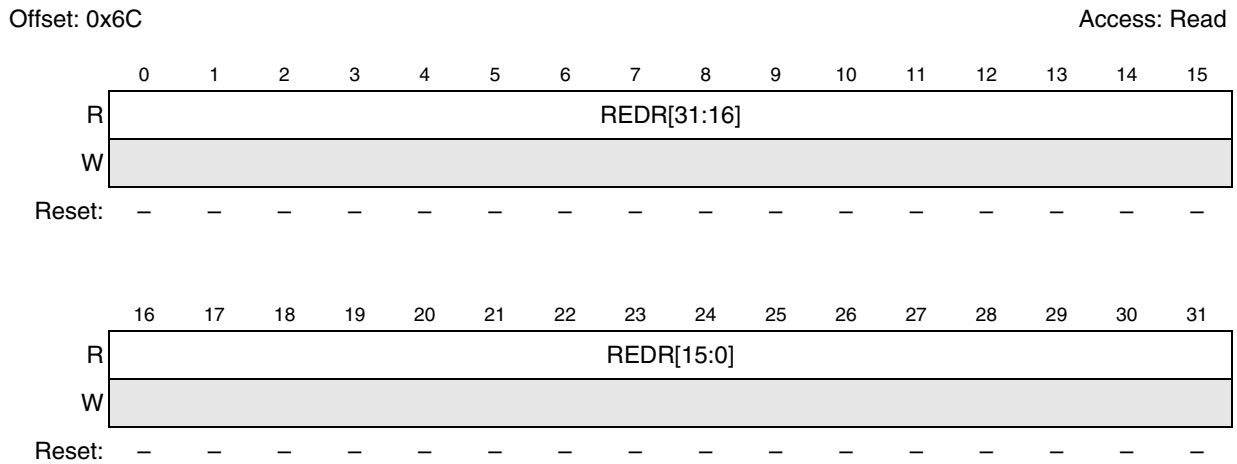 Offset: 0x6C Access: Read
0 1 2 3 4 5 6 7 8 9 10 11 12 13 14 15
R REDR[31:16]
W
Reset: – – – – – – – – – – – – – – – –
16 17 18 19 20 21 22 23 24 25 26 27 28 29 30 31
R REDR[15:0]
W
Reset: – – – – – – – – – – – – – – – –